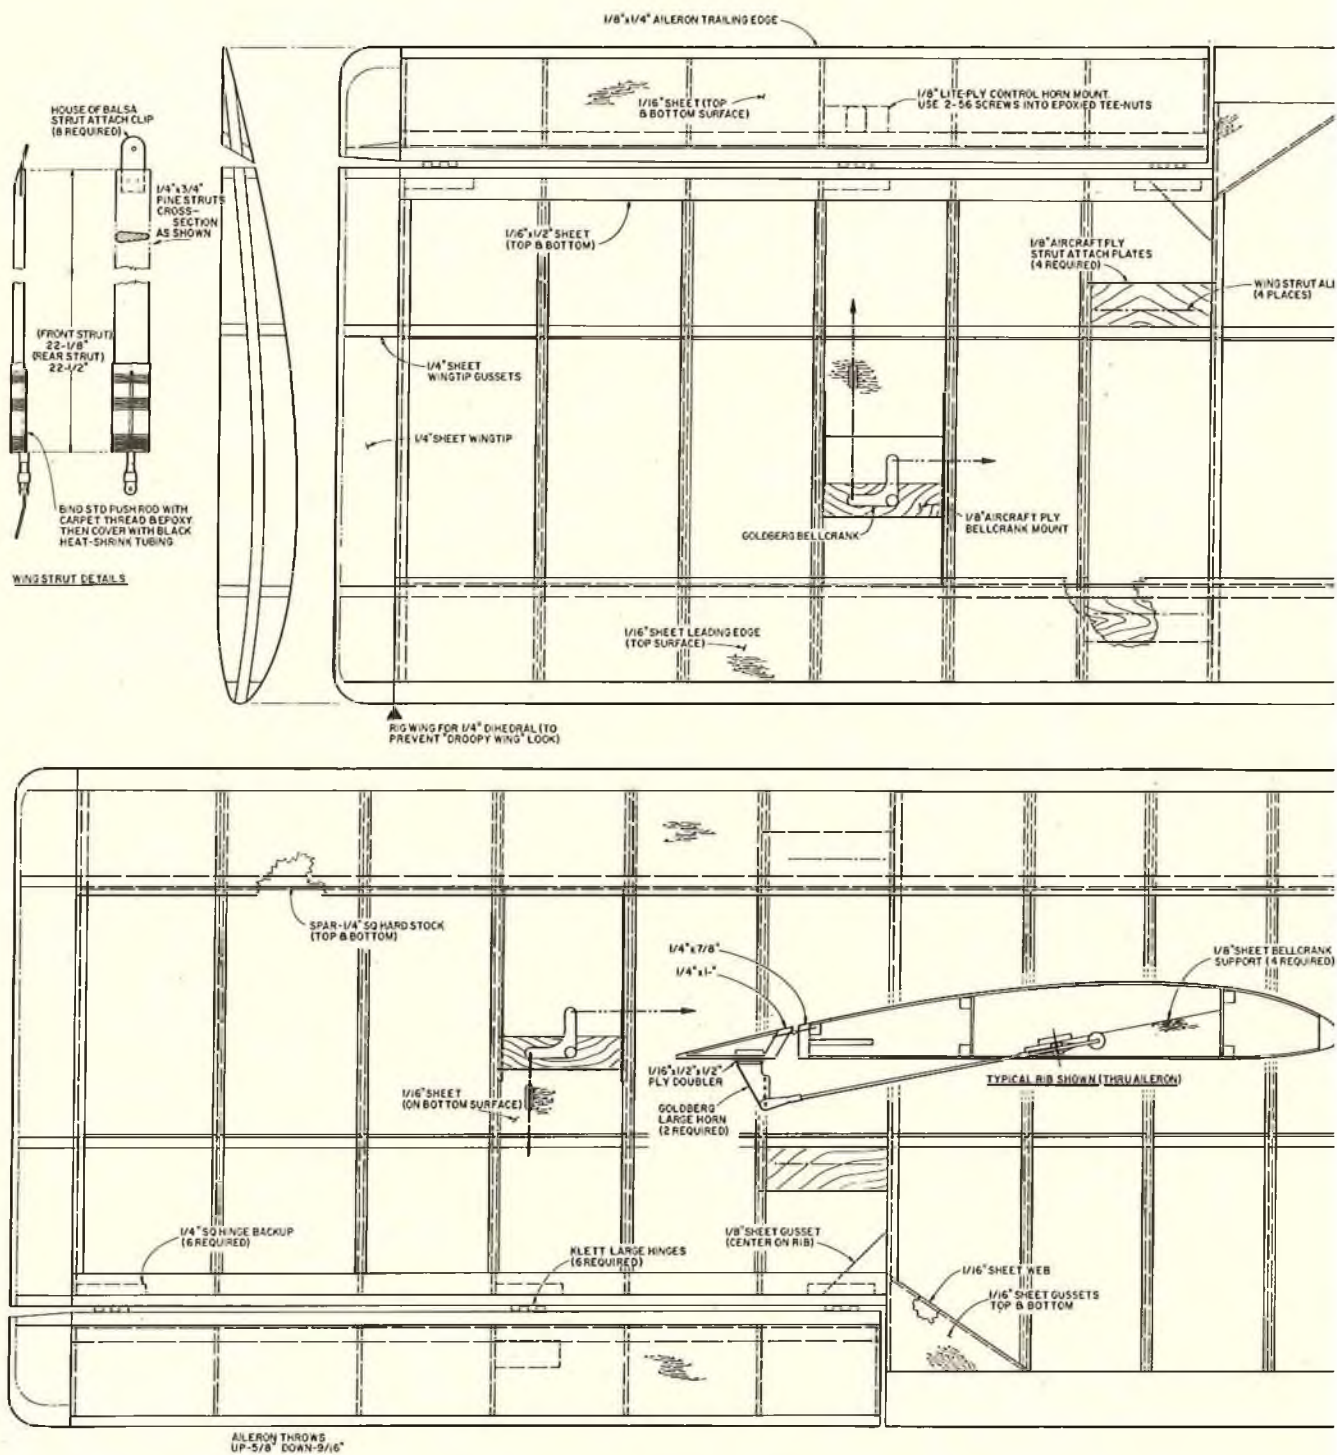 1/8"x1/4" AILERON TRAILING EDGE
HOUSE OF BALSA
STRUT ATTACH CLIP
(8 REQUIRED)
1/16" SHEET (TOP
& BOTTOM SURFACE)
1/8" LITE-PLY CONTROL HORN MOUNT.
USE 2-56 SCREWS INTO EPOXIED TEE-NUTS
1/4"x3/4"
PINE STRUTS
CROSS-
SECTION
AS SHOWN
1/16"x1/2" SHEET
(TOP & BOTTOM)
1/8" AIRCRAFT PLY
STRUT ATTACH PLATES
(4 REQUIRED)
WING STRUT
(4 PLACES)
(FRONT STRUT)
22-1/8"
(REAR STRUT)
22-1/2"
1/4" SHEET
WINGTIP GUSSETS
1/4" SHEET WINGTIP
BIND STD PUSH ROD WITH
CARPET THREAD & EPOXY.
THEN COVER WITH BLACK
HEAT-SHRINK TUBING
WING STRUT DETAILS
GOLDBERG BELLCRANK
1/8" AIRCRAFT PLY
BELLCRANK MOUNT
1/16" SHEET LEADING EDGE
(TOP SURFACE)
RIG WING FOR 1/4" DIHEDRAL (TO
PREVENT "DROOPY WING" LOOK)
SPAR-1/4" SQ HARD STOCK
(TOP & BOTTOM)
1/4"x7/8"
1/4"x1-"
1/8" SHEET BELLCRANK
SUPPORT (4 REQUIRED)
1/16"x1/2"x1/2"
PLY DOUBLER
TYPICAL RIB SHOWN (THRU AILERON)
1/16" SHEET
(ON BOTTOM SURFACE)
GOLDBERG
LARGE HORN
(2 REQUIRED)
1/4" SQ HINGE BACKUP
(6 REQUIRED)
KLETT LARGE HINGES
(6 REQUIRED)
1/8" SHEET GUSSET
(CENTER ON RIB)
1/16" SHEET WEB
1/16" SHEET GUSSETS
TOP & BOTTOM
AILERON THROWS
UP-5/8" DOWN-9/16"